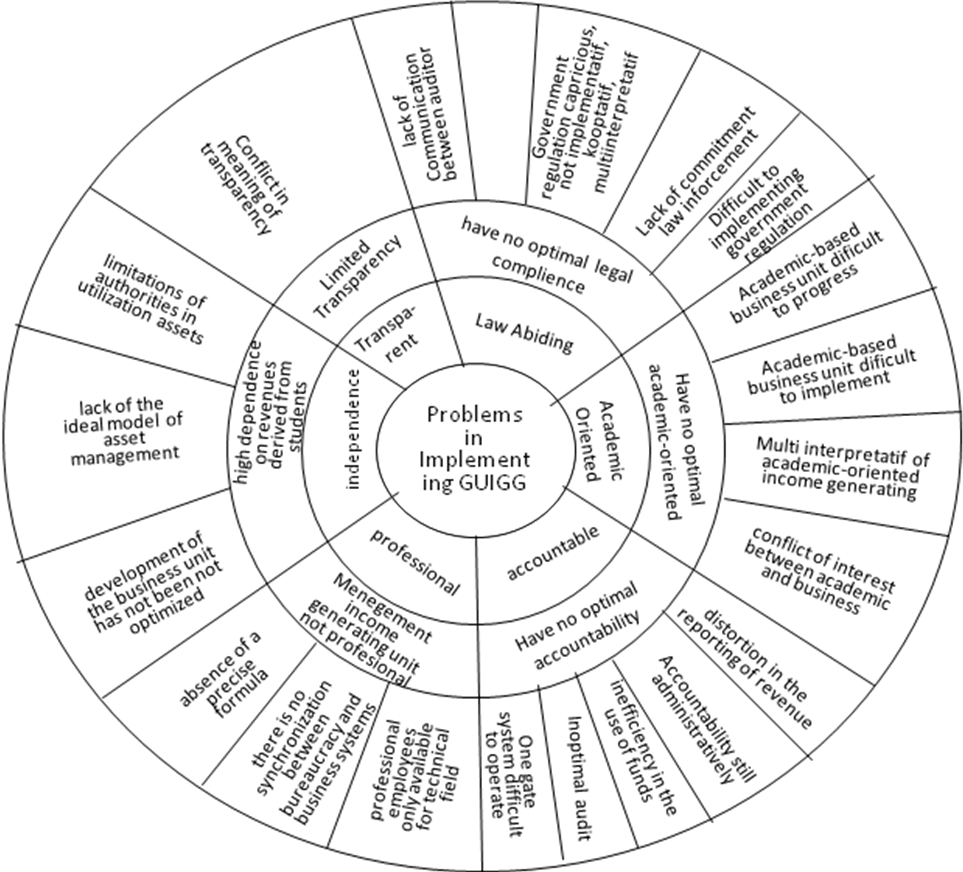 Problems
in
Implement
ing GUIGG
Law Abiding
Academic
Oriented
accountable
professional
independence
Transpa-
rent
have no optimal legal
complience
Have no optimal
academic-oriented
Have no optimal
accountability
Menegement
income
generating unit
not profesional
high dependence
on revenues
derived from
students
Limited
Transparency
lack of
Communication
between auditor
Government
regulation capricious,
not implementatif,
kooptatif,
multiinterpretatif
Lack of commitment
law inforcement
Difficult to
implementing
government
regulation
Academic-based
business unit dificult
to progress
Academic-based
business unit dificult
to implement
Multi interpretatif of
academic-oriented
income generating
conflict of interest
between academic
and business
distortion in the
reporting of revenue
Accountability still
administratively
inefficiency in the
use of funds
Inoptimal audit
One gate
system difficult
to operate
professional
employees
only available
for technical
field
there is no
synchronization
between
bureaucracy and
business systems
absence of a
precise
formula
development of
the business unit
has not been not
optimized
lack of the
ideal model of
asset
management
limitations of
authorities in
utilization assets
Conflict in
meaning of
transparency